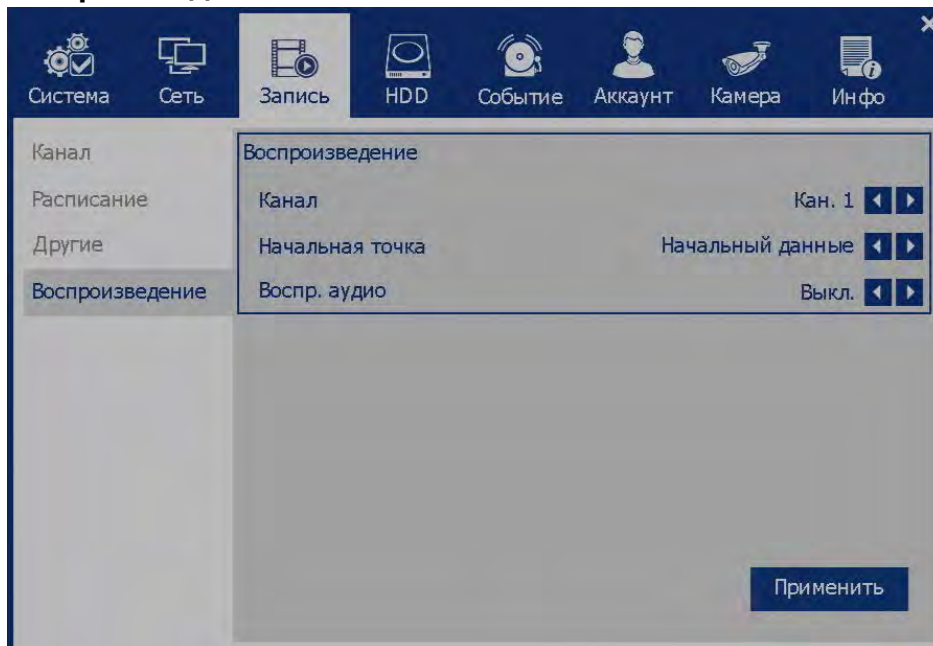 Система Сеть Запись HDD Событие Аккаунт Камера Инфо
Канал
Расписание
Другие
Воспроизведение
Воспроизведение
Канал Кан. 1
Начальная точка Начальный данные
Воспр. аудио Выкл.
Применить